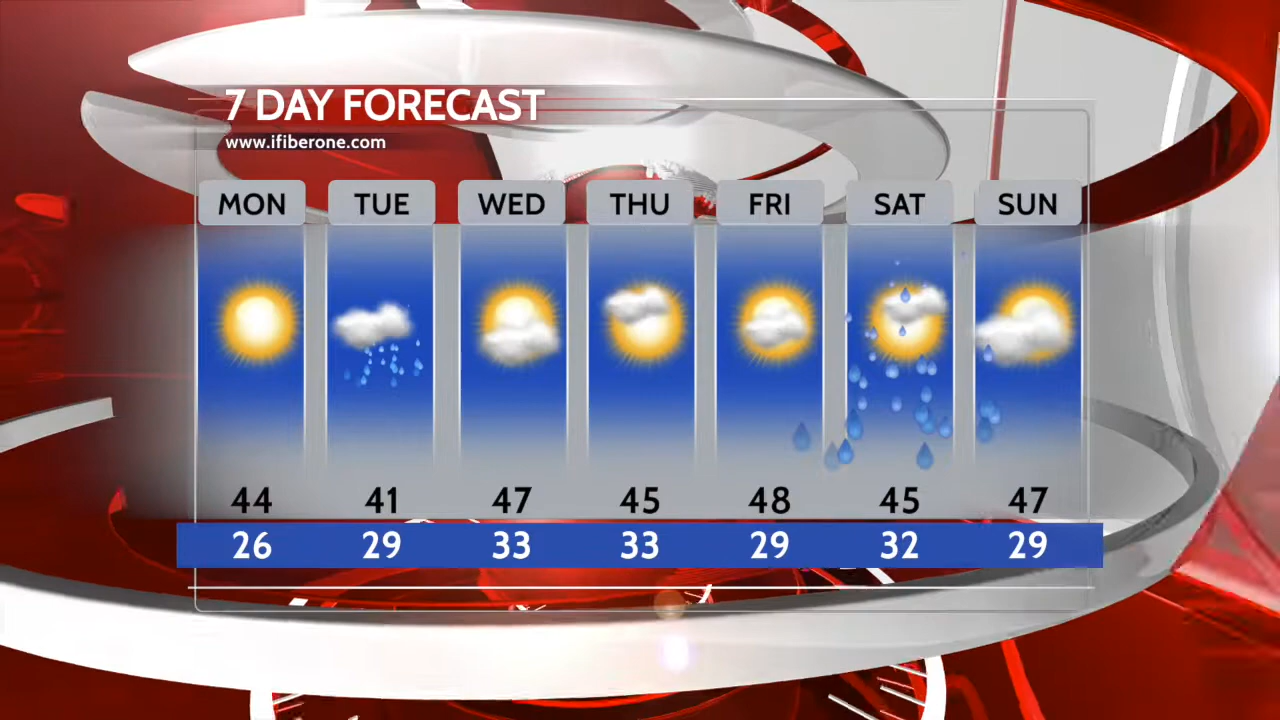 7 DAY FORECAST
www.ifiberone.com
MON TUE WED THU FRI SAT SUN
44 41 47 45 48 45 47
26 29 33 33 29 32 29